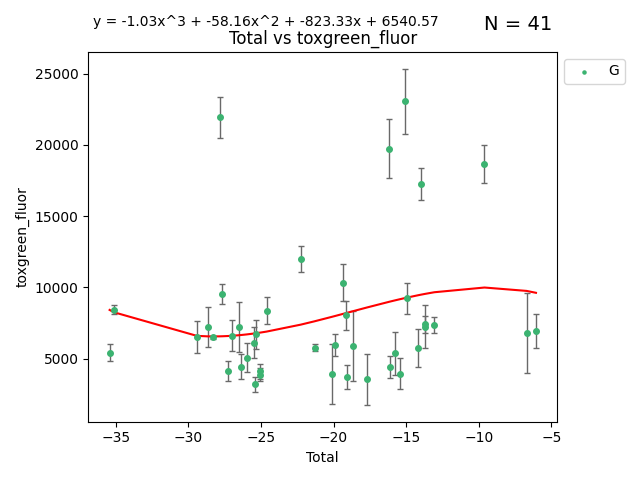 y = -1.03x^3 + -58.16x^2 + -823.33x + 6540.57
N = 41
Total vs toxgreen_fluor
G
25000
20000
15000
10000
5000
toxgreen_fluor
−35 −30 −25 −20 −15 −10 −5
Total